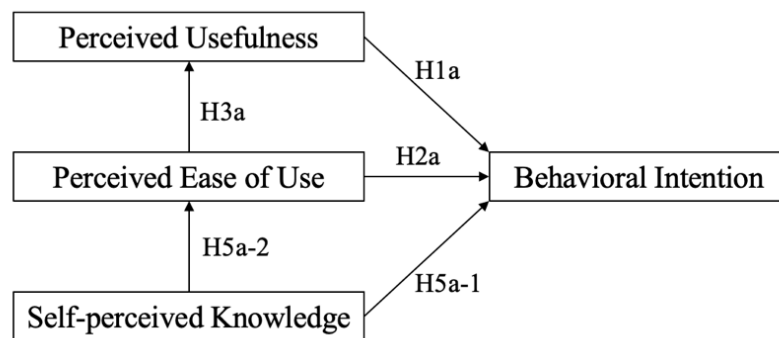 Perceived Usefulness
H1a
H3a
H2a
Perceived Ease of Use
Behavioral Intention
H5a-2
H5a-1
Self-perceived Knowledge